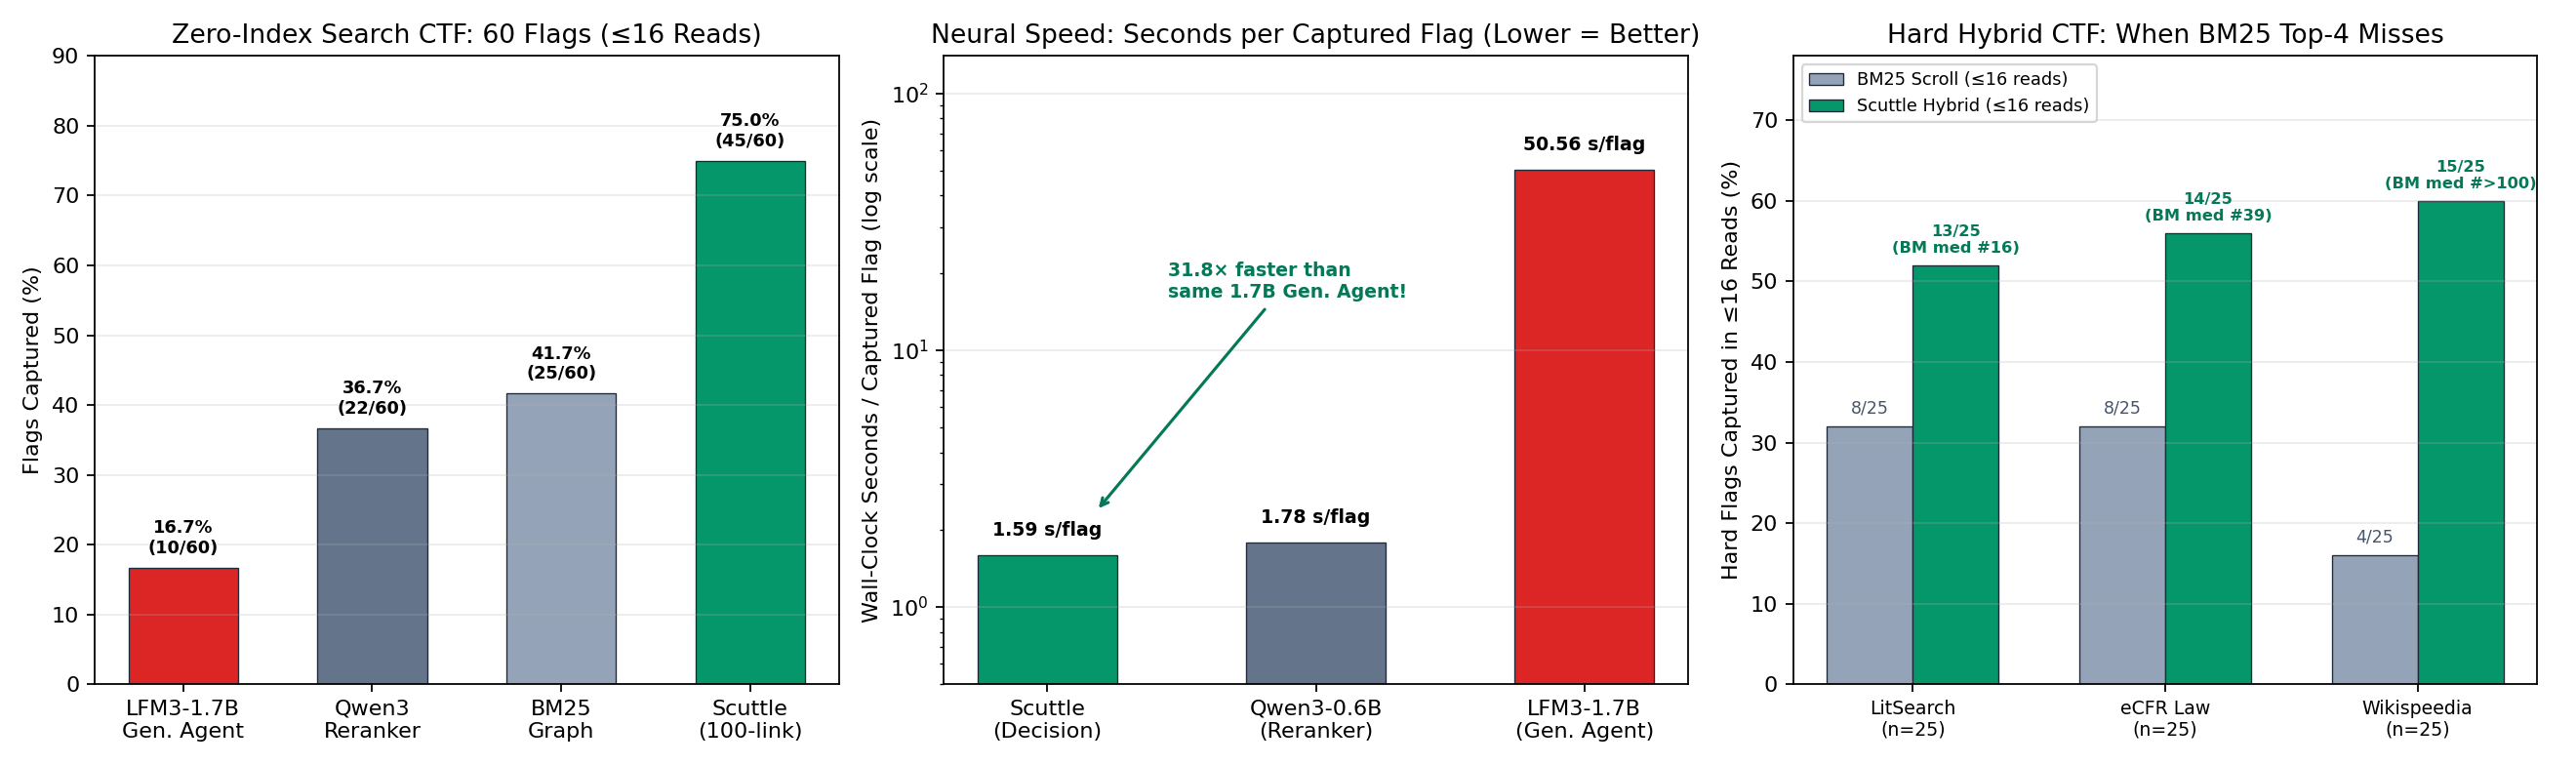 Zero-Index Search CTF: 60 Flags (≤16 Reads)
Flags Captured (%)
90
80
70
60
50
40
30
20
10
0
16.7%
(10/60)
36.7%
(22/60)
41.7%
(25/60)
75.0%
(45/60)
LFM3-1.7B
Gen. Agent
Qwen3
Reranker
BM25
Graph
Scuttle
(100-link)
Neural Speed: Seconds per Captured Flag (Lower = Better)
Wall-Clock Seconds / Captured Flag (log scale)
10²
10¹
10⁰
50.56 s/flag
31.8× faster than
same 1.7B Gen. Agent!
1.59 s/flag
1.78 s/flag
Scuttle
(Decision)
Qwen3-0.6B
(Reranker)
LFM3-1.7B
(Gen. Agent)
Hard Hybrid CTF: When BM25 Top-4 Misses
Hard Flags Captured in ≤16 Reads (%)
BM25 Scroll (≤16 reads)
Scuttle Hybrid (≤16 reads)
70
60
50
40
30
20
10
0
8/25
13/25
(BM med #16)
8/25
14/25
(BM med #39)
4/25
15/25
(BM med #>100)
LitSearch
(n=25)
eCFR Law
(n=25)
Wikispeedia
(n=25)